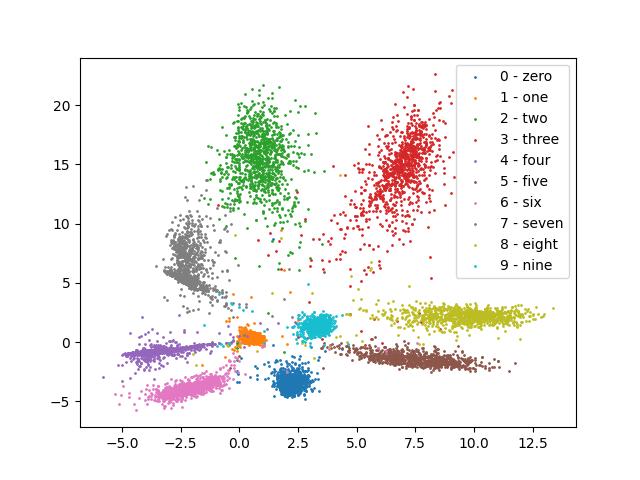 0 - zero
1 - one
2 - two
3 - three
4 - four
5 - five
6 - six
7 - seven
8 - eight
9 - nine
20
15
10
5
0
−5
−5.0 −2.5 0.0 2.5 5.0 7.5 10.0 12.5